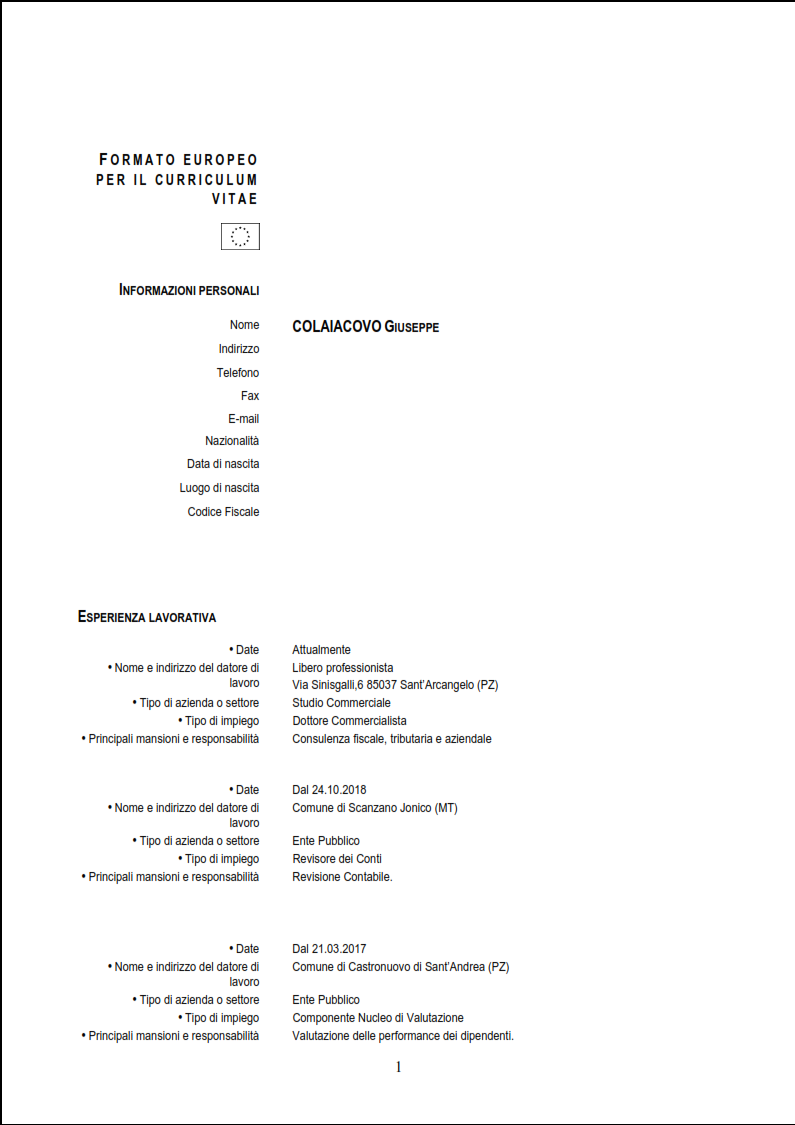 FORMATO EUROPEO
PER IL CURRICULUM
VITAE
INFORMAZIONI PERSONALI
Nome COLAIACOVO GIUSEPPE
Indirizzo
Telefono
Fax
E-mail
Nazionalità
Data di nascita
Luogo di nascita
Codice Fiscale
ESPERIENZA LAVORATIVA
• Date Attualmente
• Nome e indirizzo del datore di Libero professionista
lavoro Via Sinisgalli,6 85037 Sant'Arcangelo (PZ)
• Tipo di azienda o settore Studio Commerciale
• Tipo di impiego Dottore Commercialista
• Principali mansioni e responsabilità Consulenza fiscale, tributaria e aziendale
• Date Dal 24.10.2018
• Nome e indirizzo del datore di Comune di Scanzano Jonico (MT)
lavoro
• Tipo di azienda o settore Ente Pubblico
• Tipo di impiego Revisore dei Conti
• Principali mansioni e responsabilità Revisione Contabile.
• Date Dal 21.03.2017
• Nome e indirizzo del datore di Comune di Castronuovo di Sant'Andrea (PZ)
lavoro
• Tipo di azienda o settore Ente Pubblico
• Tipo di impiego Componente Nucleo di Valutazione
• Principali mansioni e responsabilità Valutazione delle performance dei dipendenti.
1